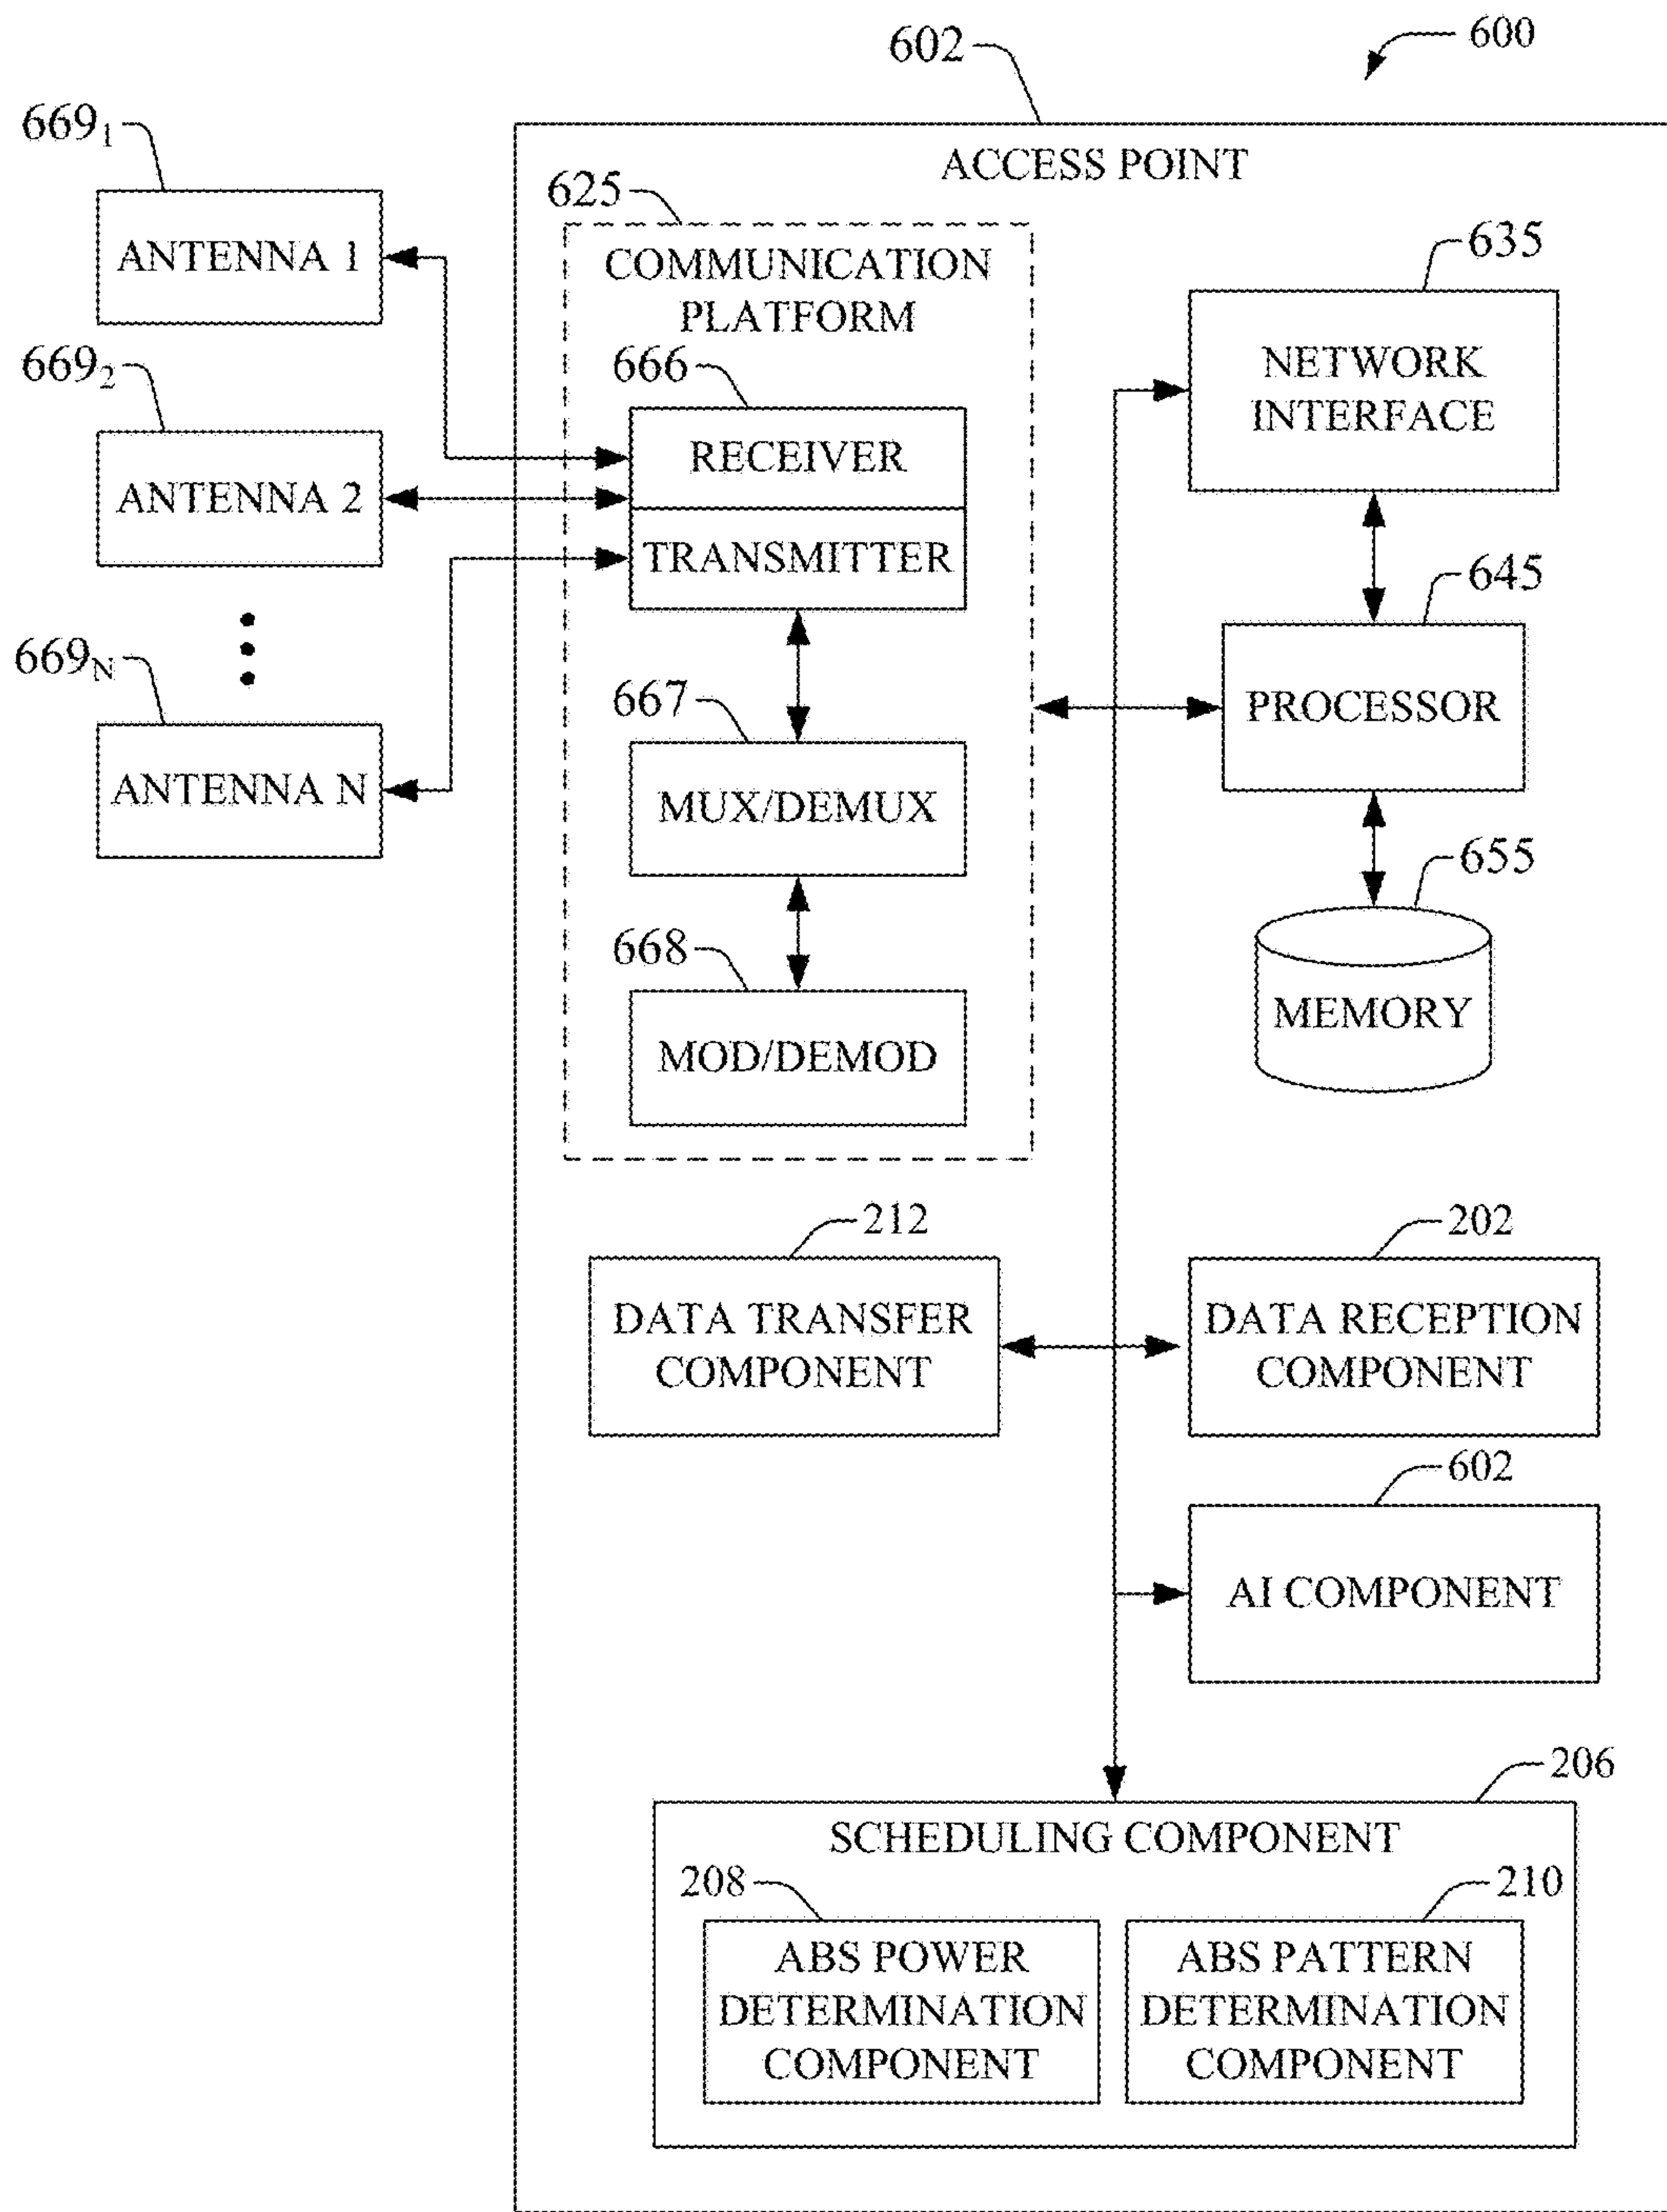 600
602
ACCESS POINT
669₁
ANTENNA 1
669₂
ANTENNA 2
669N
ANTENNA N
625
COMMUNICATION
PLATFORM
666
RECEIVER
TRANSMITTER
667
MUX/DEMUX
668
MOD/DEMOD
635
NETWORK
INTERFACE
645
PROCESSOR
655
MEMORY
212
DATA TRANSFER
COMPONENT
202
DATA RECEPTION
COMPONENT
602
AI COMPONENT
206
SCHEDULING COMPONENT
208
ABS POWER
DETERMINATION
COMPONENT
210
ABS PATTERN
DETERMINATION
COMPONENT